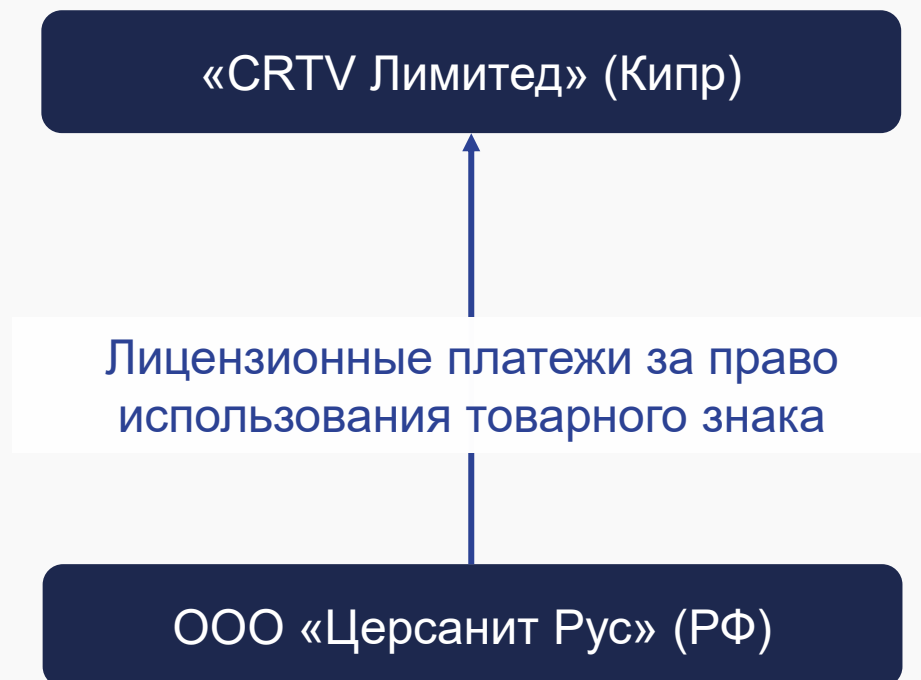 «CRTV Лимитед» (Кипр)
Лицензионные платежи за право
использования товарного знака
ООО «Церсанит Рус» (РФ)